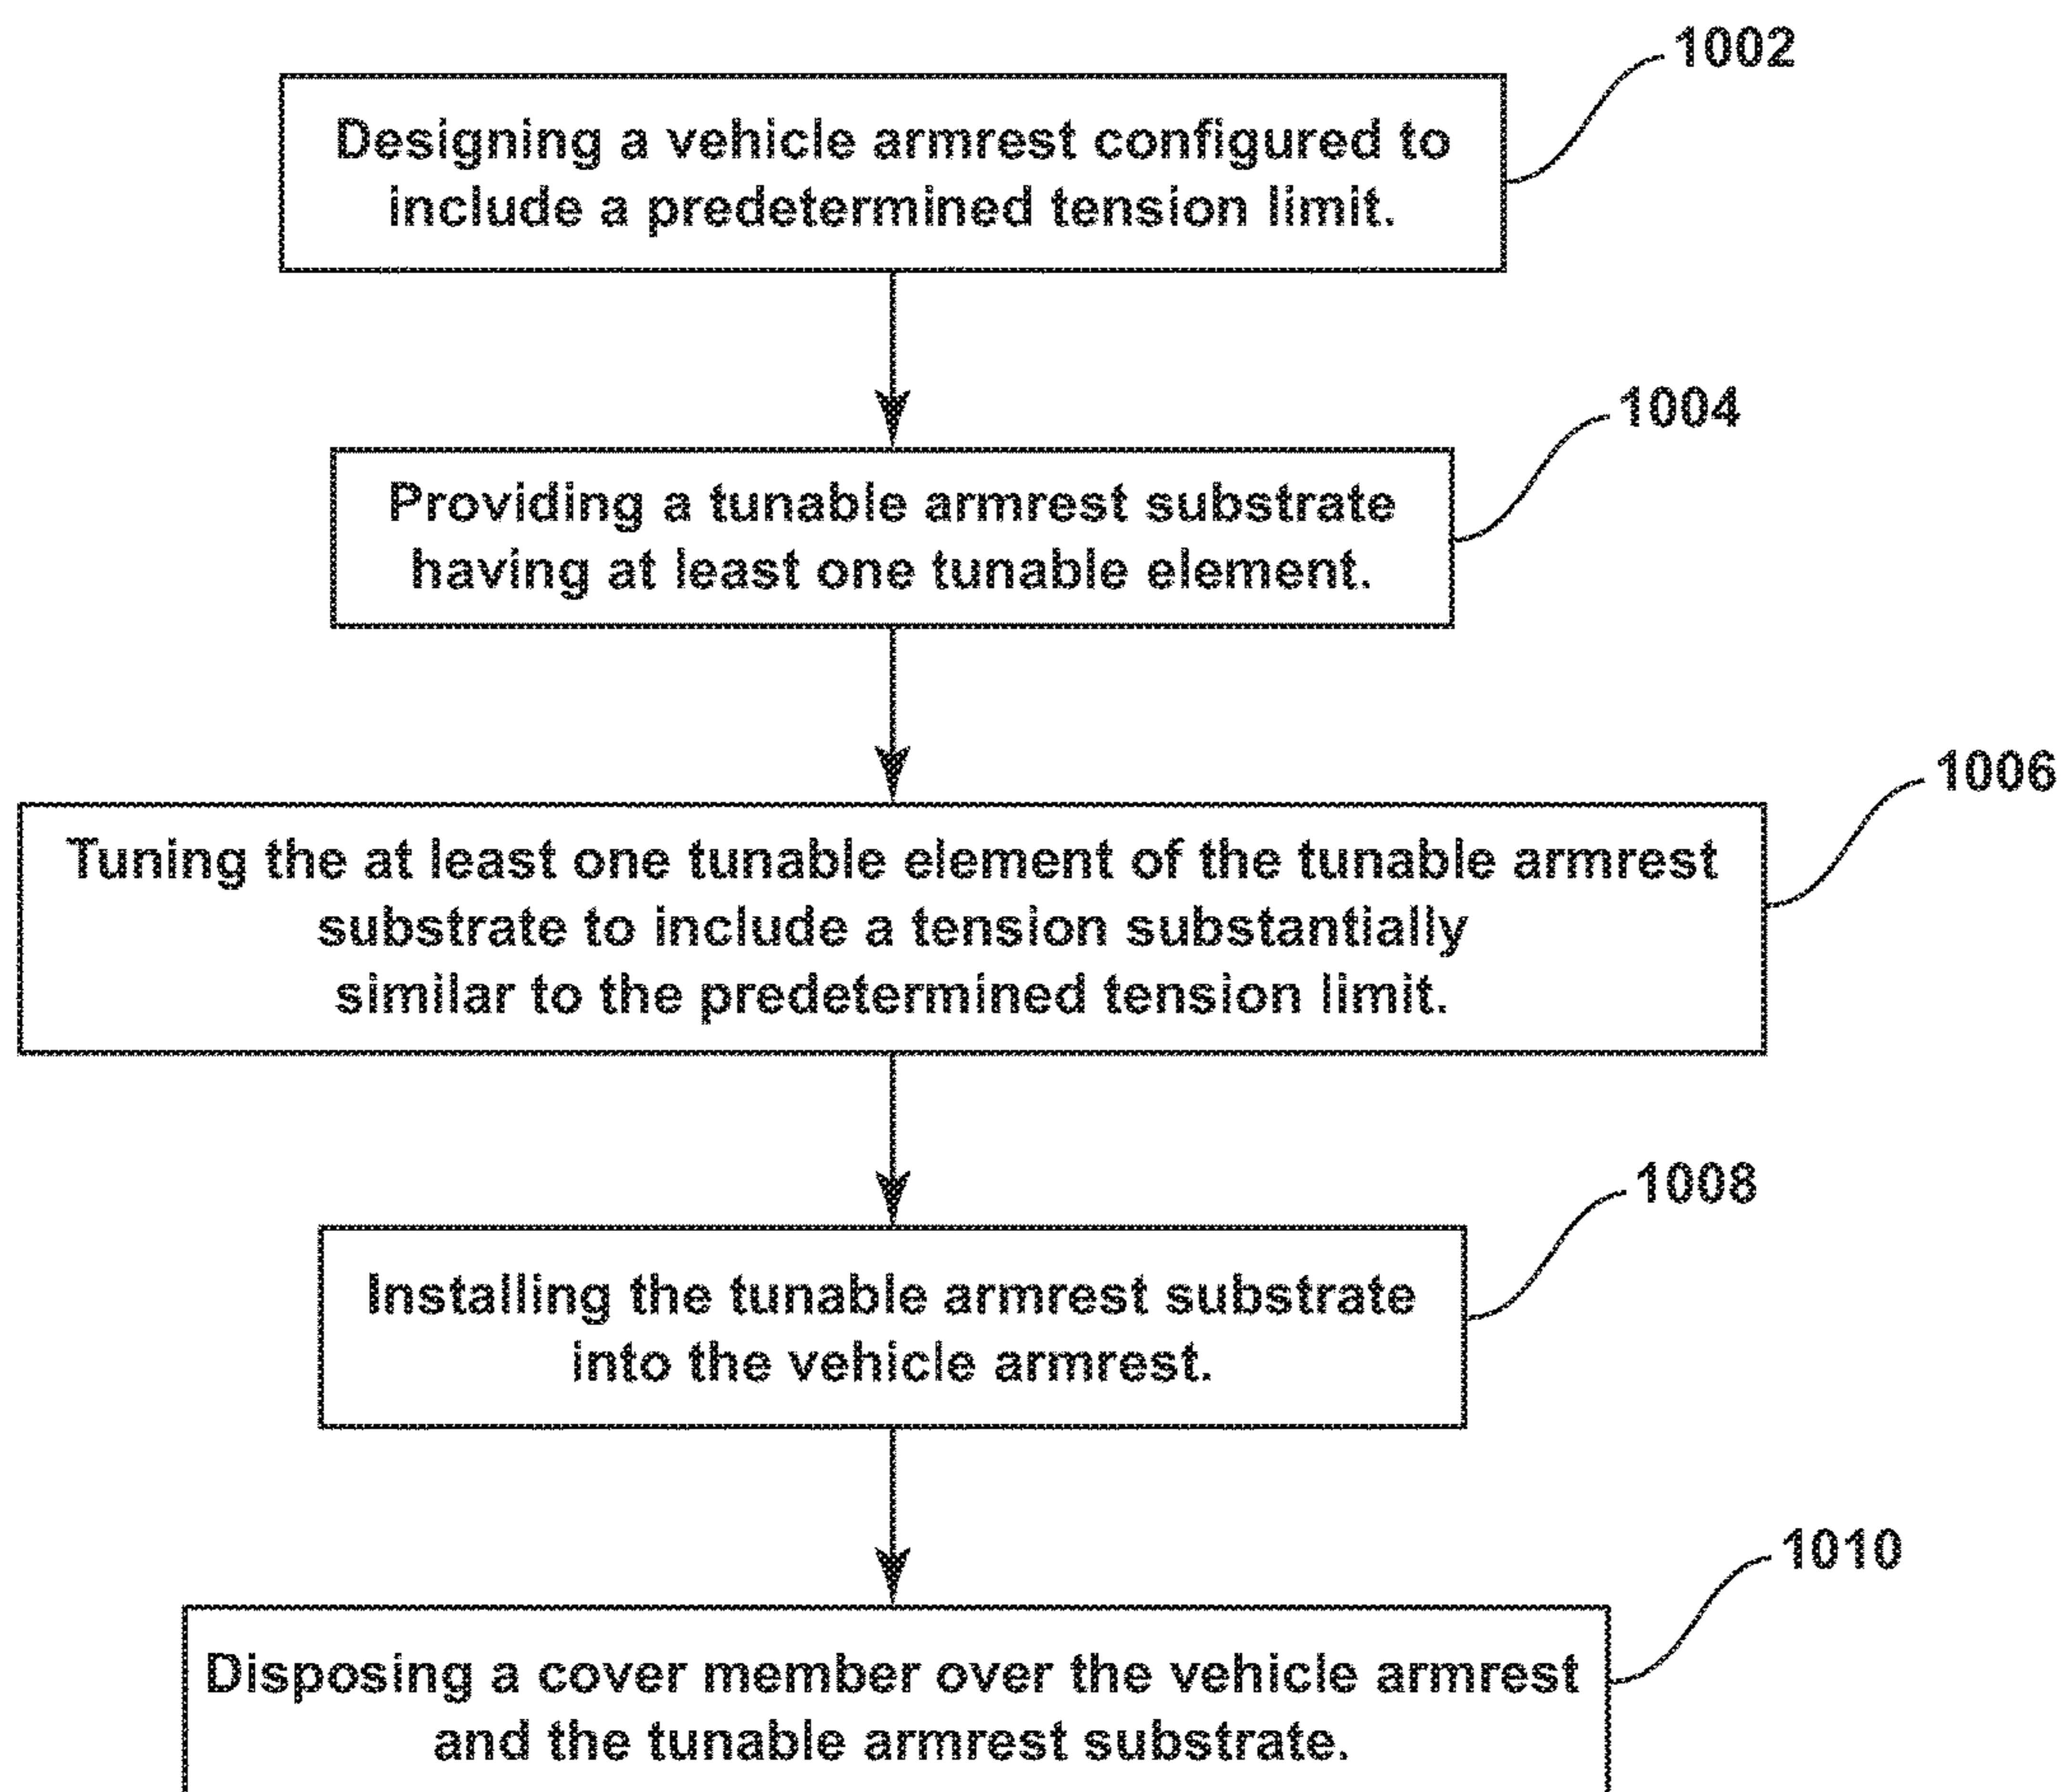 1002
Designing a vehicle armrest configured to
include a predetermined tension limit.
1004
Providing a tunable armrest substrate
having at least one tunable element.
1006
Tuning the at least one tunable element of the tunable armrest
substrate to include a tension substantially
similar to the predetermined tension limit.
1008
Installing the tunable armrest substrate
into the vehicle armrest.
1010
Disposing a cover member over the vehicle armrest
and the tunable armrest substrate.